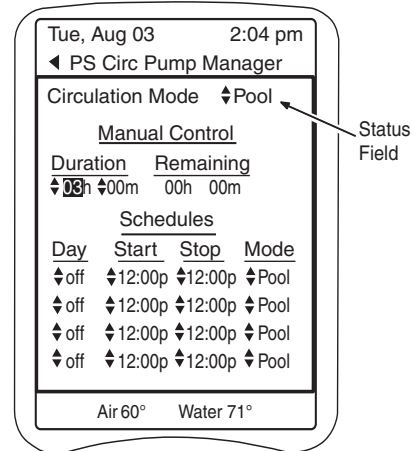 Tue, Aug 03 2:04 pm
◀ PS Circ Pump Manager
Circulation Mode ♦Pool
Status
Field
Manual Control
Duration Remaining
♦03h ♦00m 00h 00m
Schedules
Day Start Stop Mode
♦off ♦12:00p ♦12:00p ♦Pool
♦off ♦12:00p ♦12:00p ♦Pool
♦off ♦12:00p ♦12:00p ♦Pool
♦off ♦12:00p ♦12:00p ♦Pool
Air 60° Water 71°